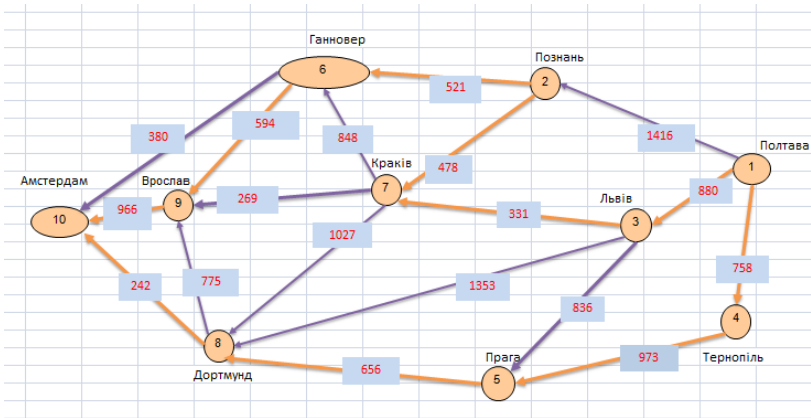 Ганновер
6
Познань
2
521
594
380
848
1416
Полтава
1
478
Краків
7
Амстердам
Врослав
Львів
880
10
966
9
269
331
3
1027
758
242
775
1353
836
4
8
Прага
973
Тернопіль
Дортмунд
656
5